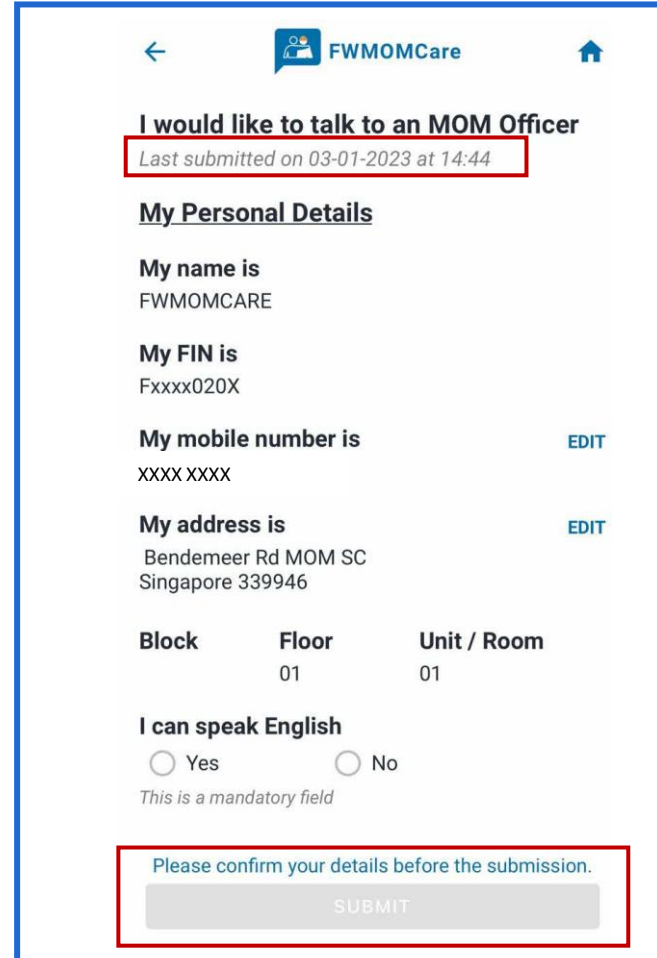 FWMOMCare
I would like to talk to an MOM Officer
Last submitted on 03-01-2023 at 14:44
My Personal Details
My name is
FWMOMCARE
My FIN is
Fxxxx020X
My mobile number is EDIT
XXXX XXXX
My address is EDIT
Bendemeer Rd MOM SC
Singapore 339946
Block Floor Unit / Room
01 01
I can speak English
Yes No
This is a mandatory field
Please confirm your details before the submission.
SUBMIT